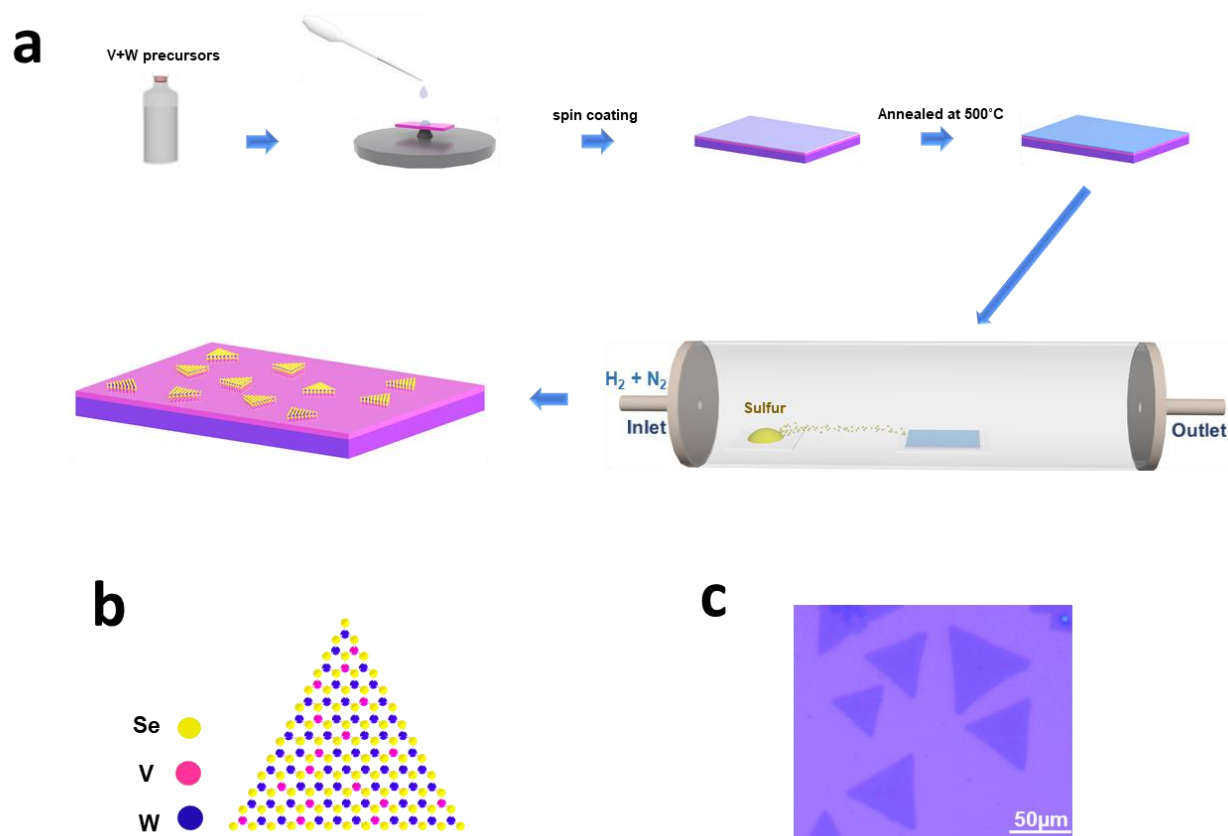 a
V+W precursors
spin coating
Annealed at 500°C
H₂ + N₂
Inlet
Sulfur
Outlet
b
Se
V
W
c
50μm